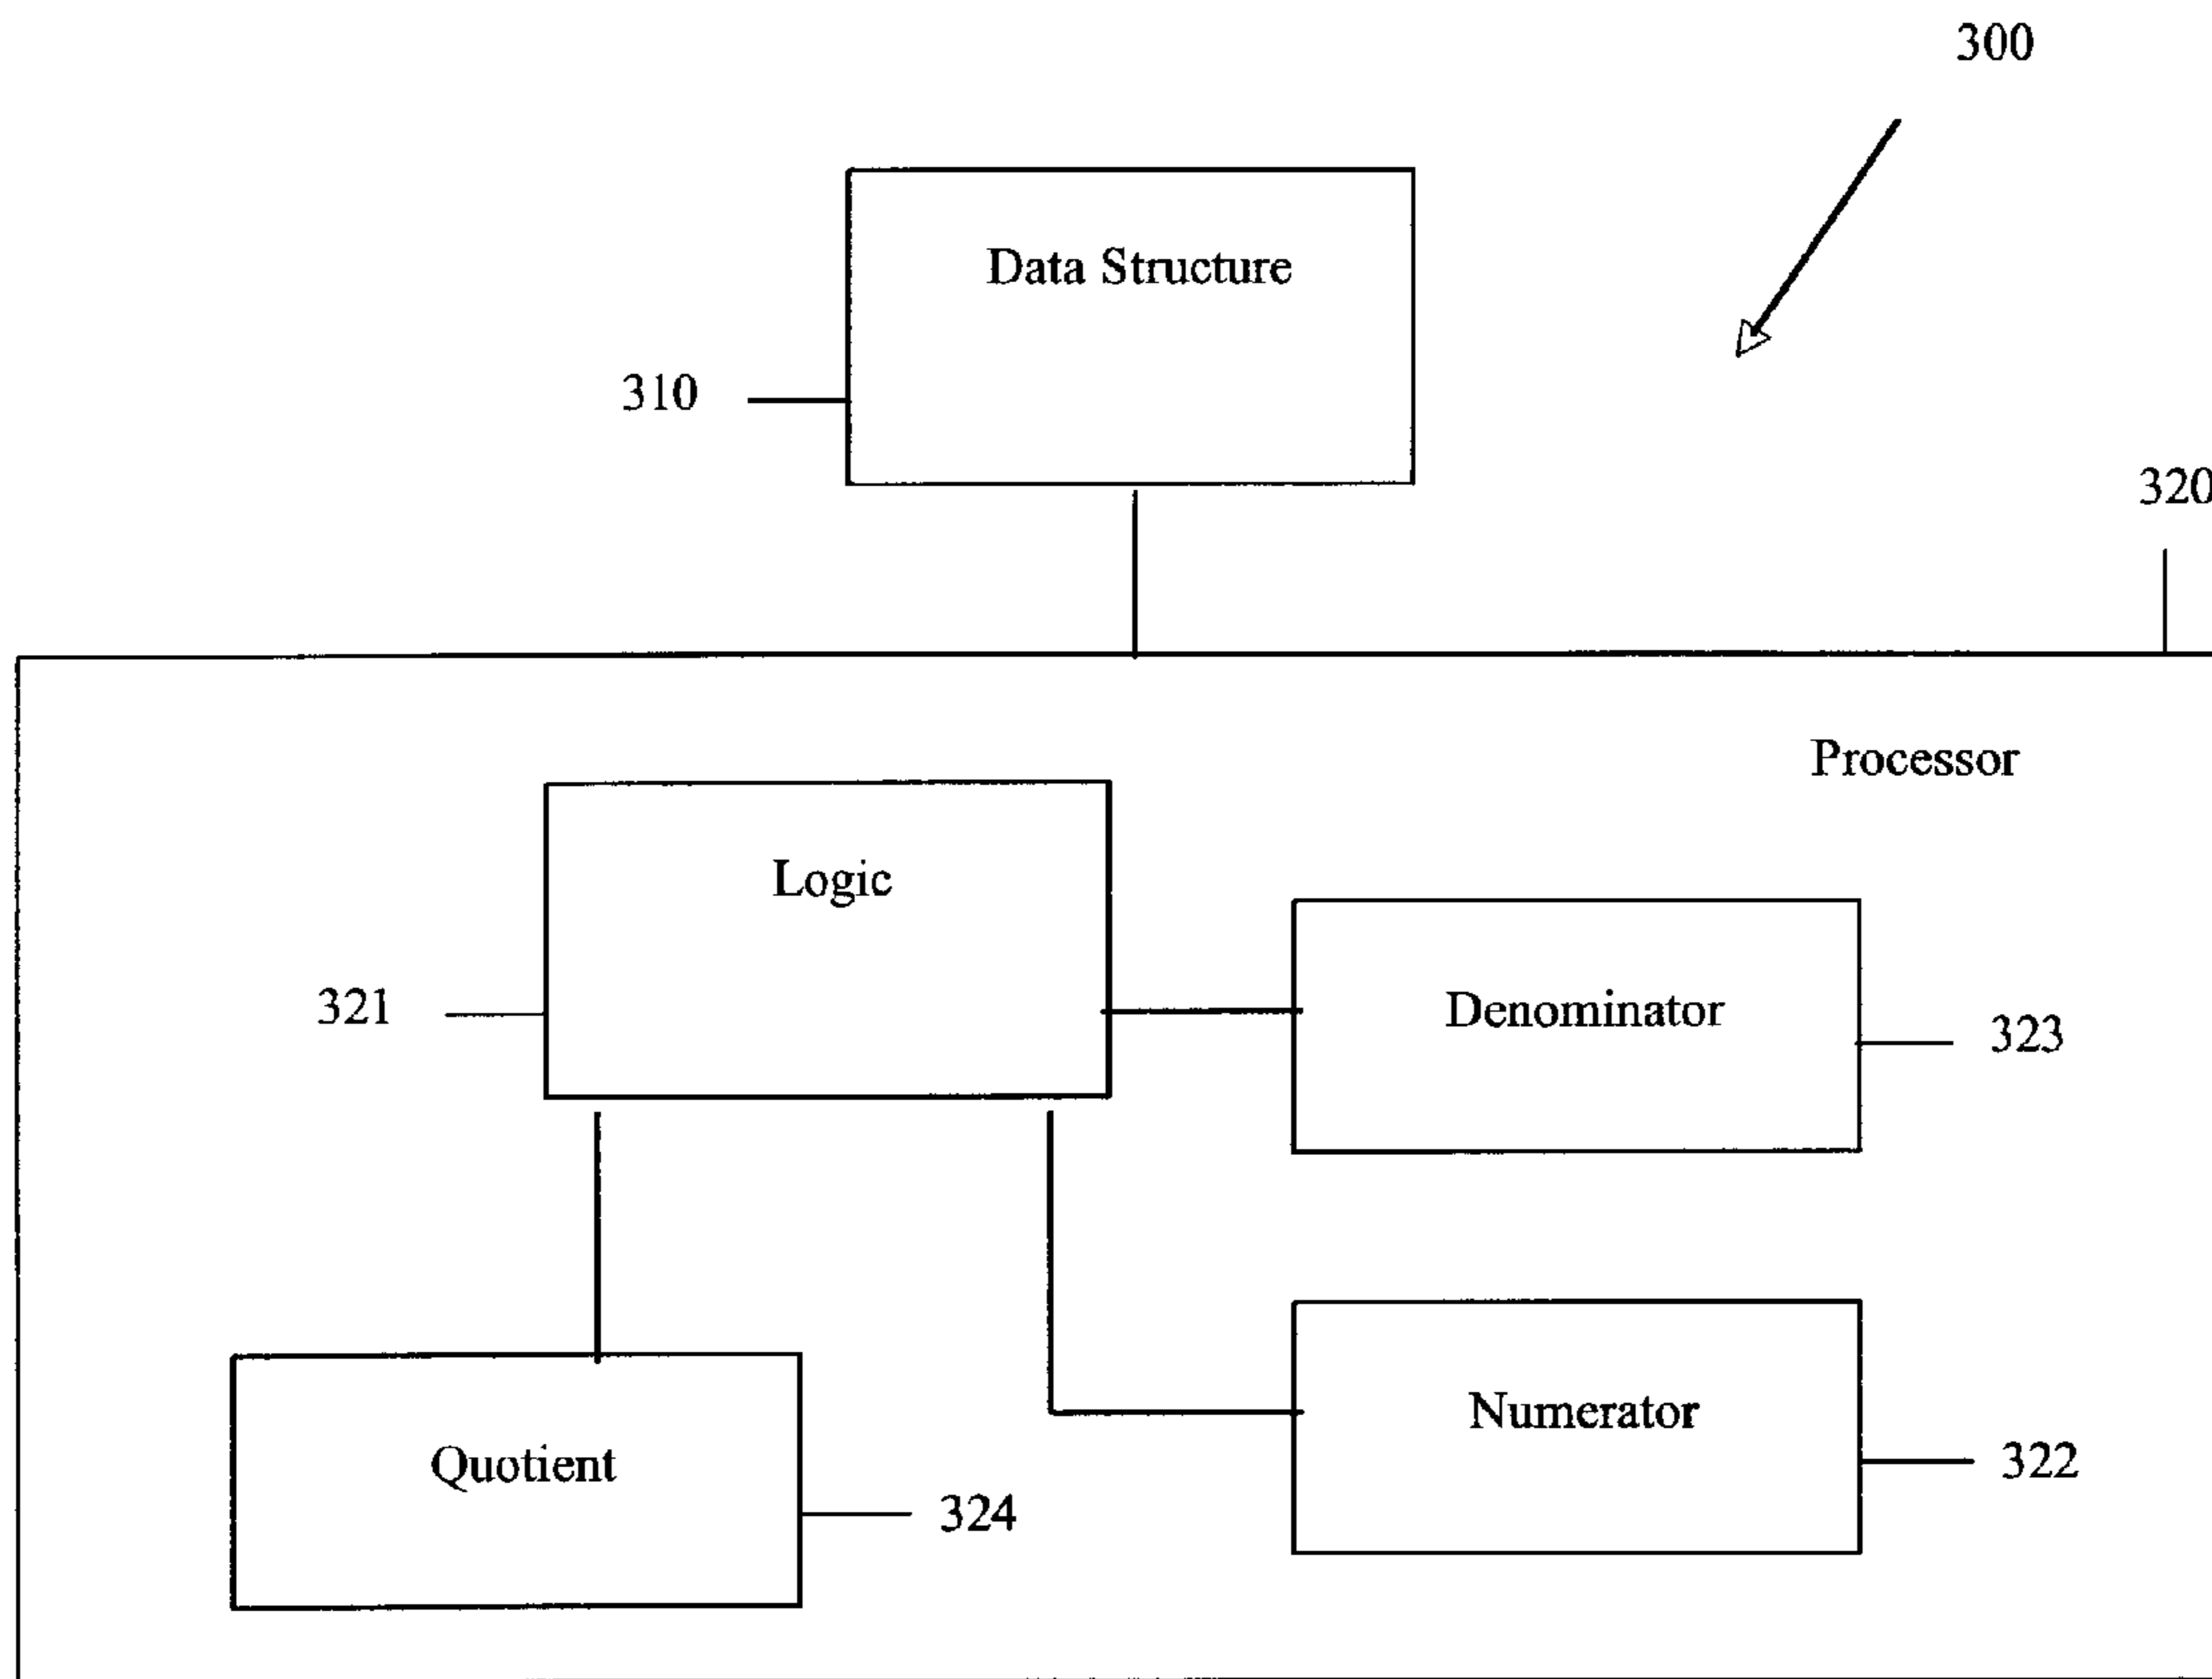 300
Data Structure
310
320
Processor
Logic
321
Denominator
323
Numerator
322
Quotient
324